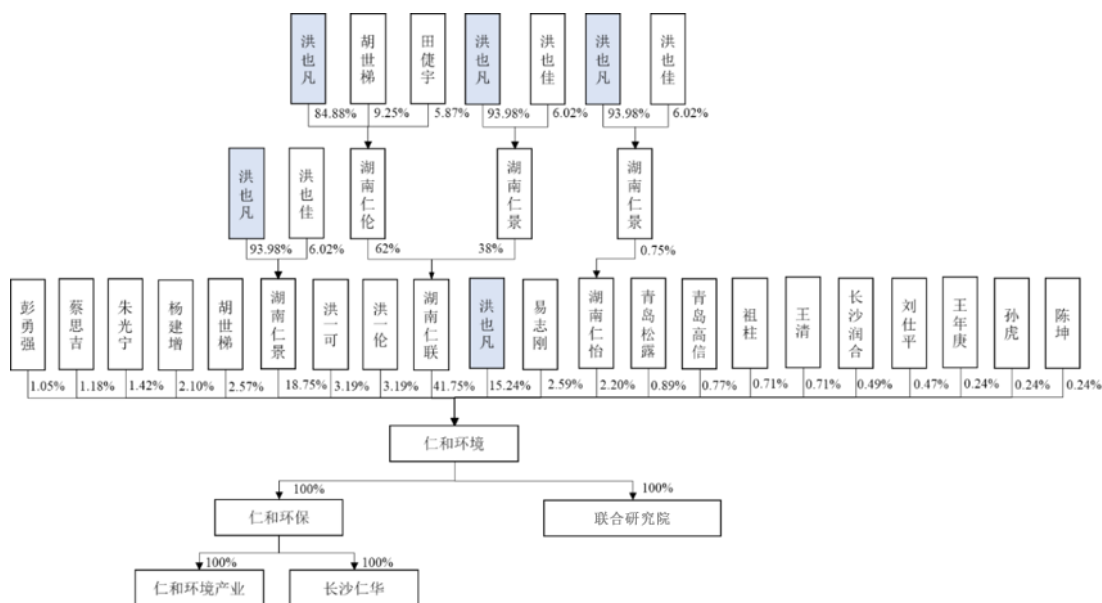 洪也凡
胡世梯
田倢宇
洪也凡
洪也佳
洪也凡
洪也佳
84.88%
9.25%
5.87%
93.98%
6.02%
93.98%
6.02%
洪也凡
洪也佳
湖南仁伦
湖南仁景
湖南仁景
93.98%
6.02%
62%
38%
0.75%
彭勇强
蔡思吉
朱光宁
杨建增
胡世梯
湖南仁景
洪一可
洪一伦
湖南仁联
洪也凡
易志刚
湖南仁怡
青岛松露
青岛高信
祖柱
王清
长沙润合
刘仕平
王年庚
孙虎
陈坤
1.05%
1.18%
1.42%
2.10%
2.57%
18.75%
3.19%
3.19%
41.75%
15.24%
2.59%
2.20%
0.89%
0.77%
0.71%
0.71%
0.49%
0.47%
0.24%
0.24%
0.24%
仁和环境
100%
100%
仁和环保
联合研究院
100%
100%
仁和环境产业
长沙仁华